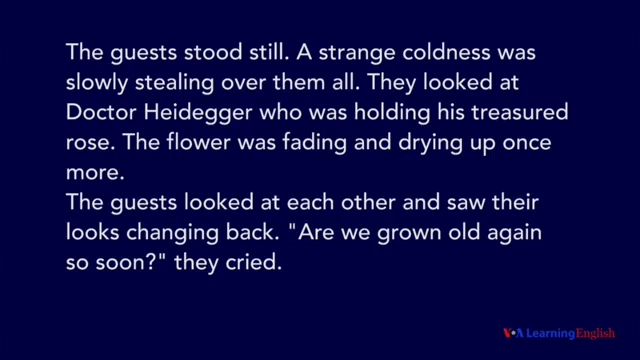 The guests stood still. A strange coldness was
slowly stealing over them all. They looked at
Doctor Heidegger who was holding his treasured
rose. The flower was fading and drying up once
more.
The guests looked at each other and saw their
looks changing back. "Are we grown old again
so soon?" they cried.
VOA Learning English